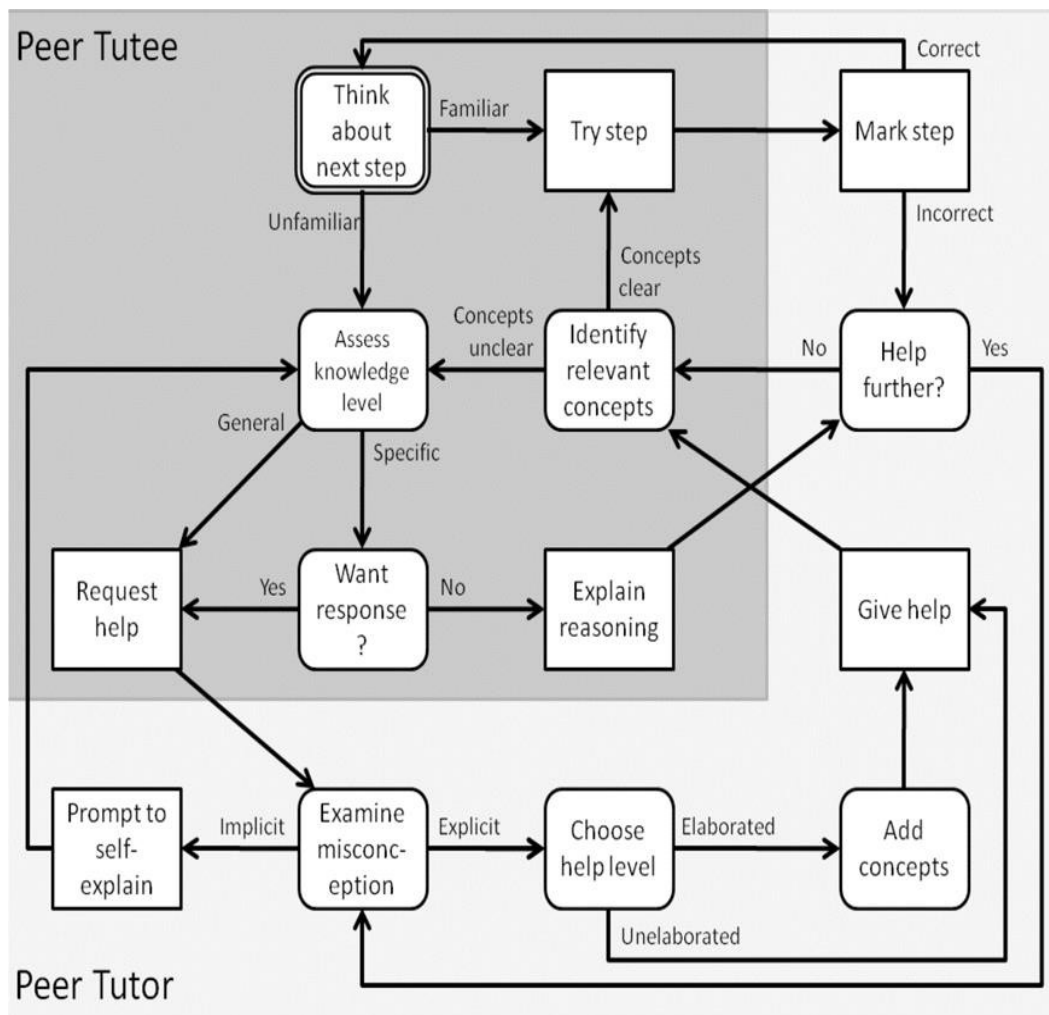 Peer Tutee
Correct
Think
about
next step
Familiar
Try step
Mark step
Unfamiliar
Incorrect
Concepts
clear
Assess
knowledge
level
Concepts
unclear
Identify
relevant
concepts
No
Help
further?
Yes
General
Specific
Request
help
Yes
Want
response
?
No
Explain
reasoning
Give help
Prompt to
self-
explain
Implicit
Examine
misconc-
eption
Explicit
Choose
help level
Elaborated
Add
concepts
Unelaborated
Peer Tutor